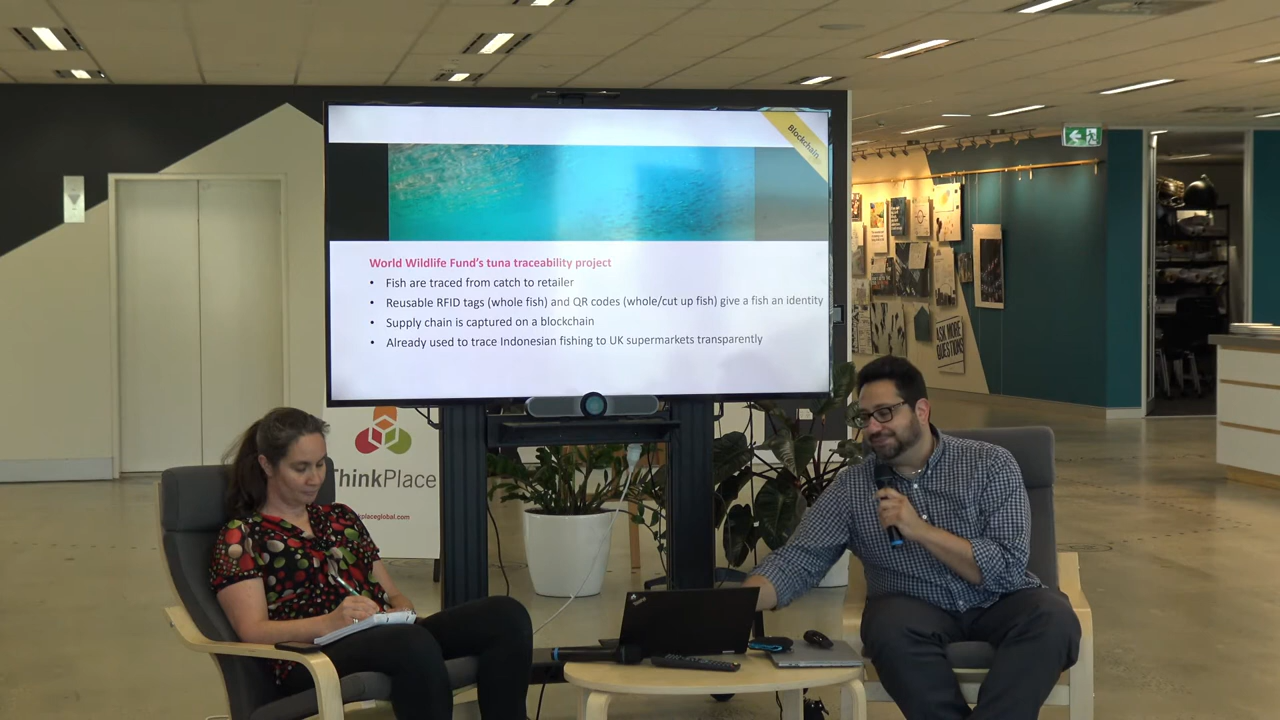 Blockchain
World Wildlife Fund's tuna traceability project
• Fish are traced from catch to retailer
• Reusable RFID tags (whole fish) and QR codes (whole/cut up fish) give a fish an identity
• Supply chain is captured on a blockchain
• Already used to trace Indonesian fishing to UK supermarkets transparently
ThinkPlace
kplaceglobal.com
ASK MORE
QUESTIONS